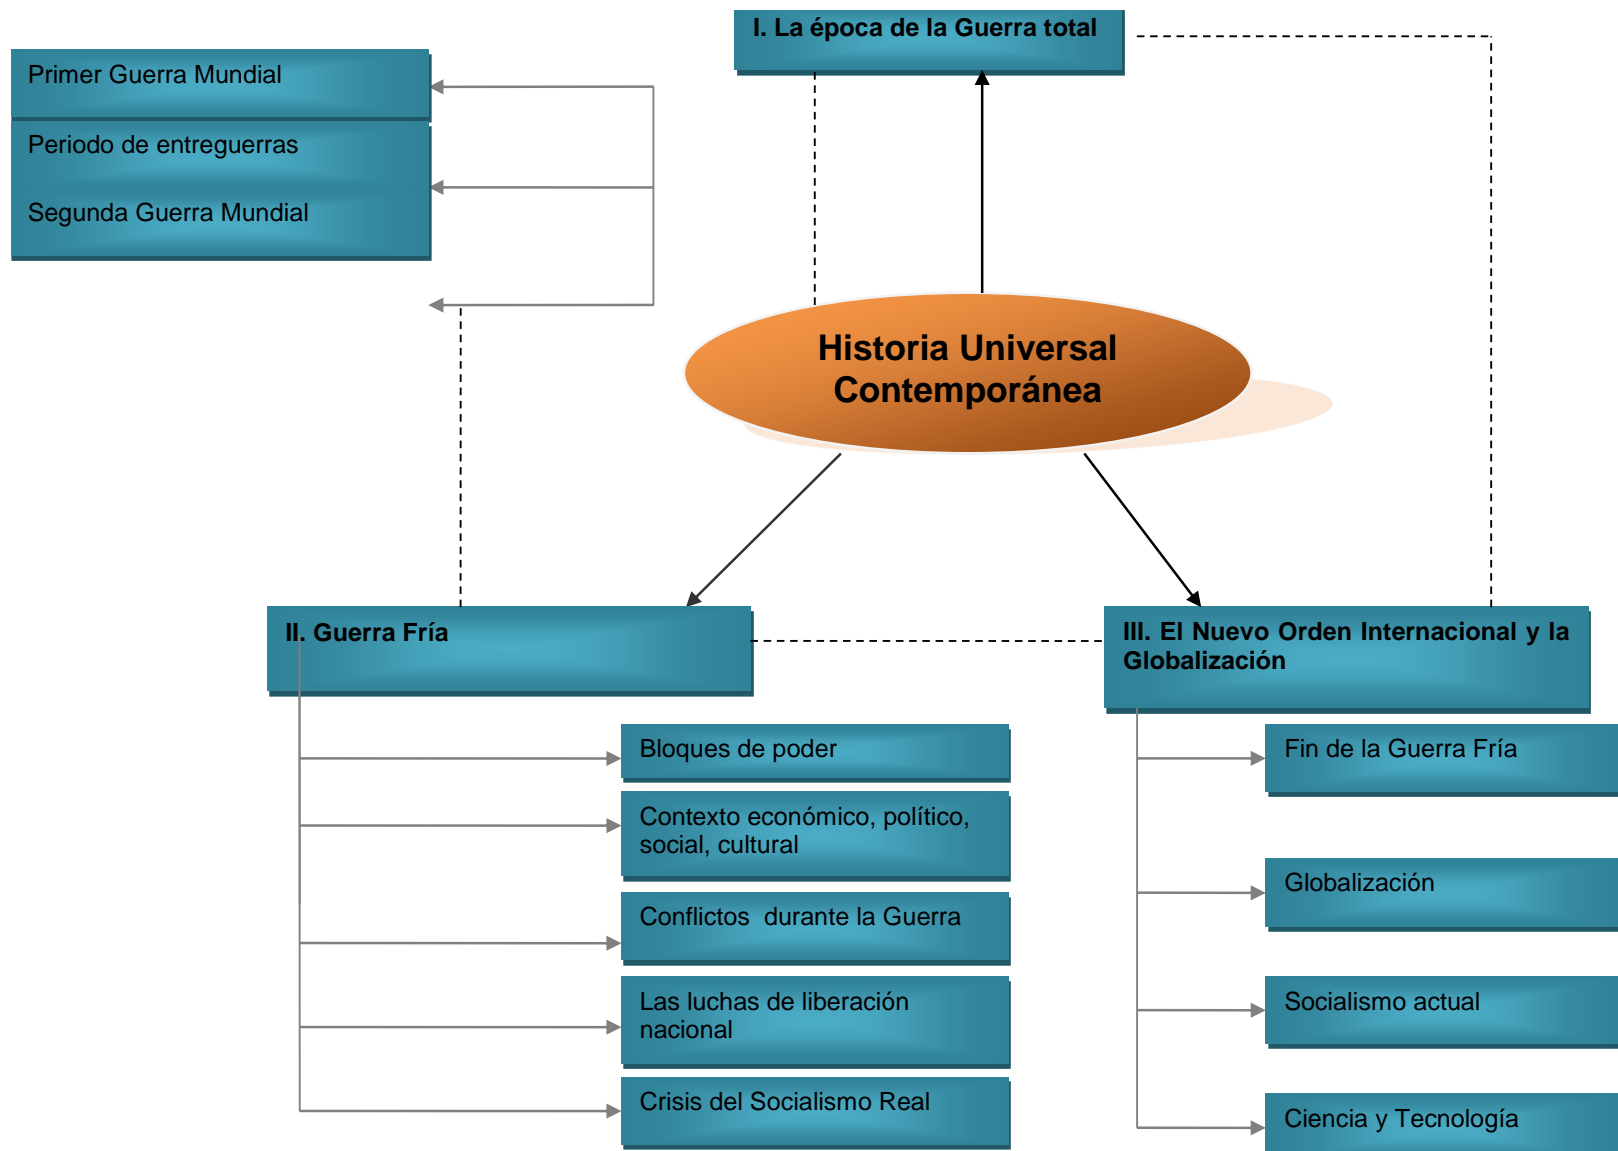 I. La época de la Guerra total
Primer Guerra Mundial
Periodo de entreguerras
Segunda Guerra Mundial
Historia Universal
Contemporánea
II. Guerra Fría
III. El Nuevo Orden Internacional y la
Globalización
Bloques de poder
Contexto económico, político,
social, cultural
Conflictos  durante la Guerra
Las luchas de liberación
nacional
Crisis del Socialismo Real
Fin de la Guerra Fría
Globalización
Socialismo actual
Ciencia y Tecnología